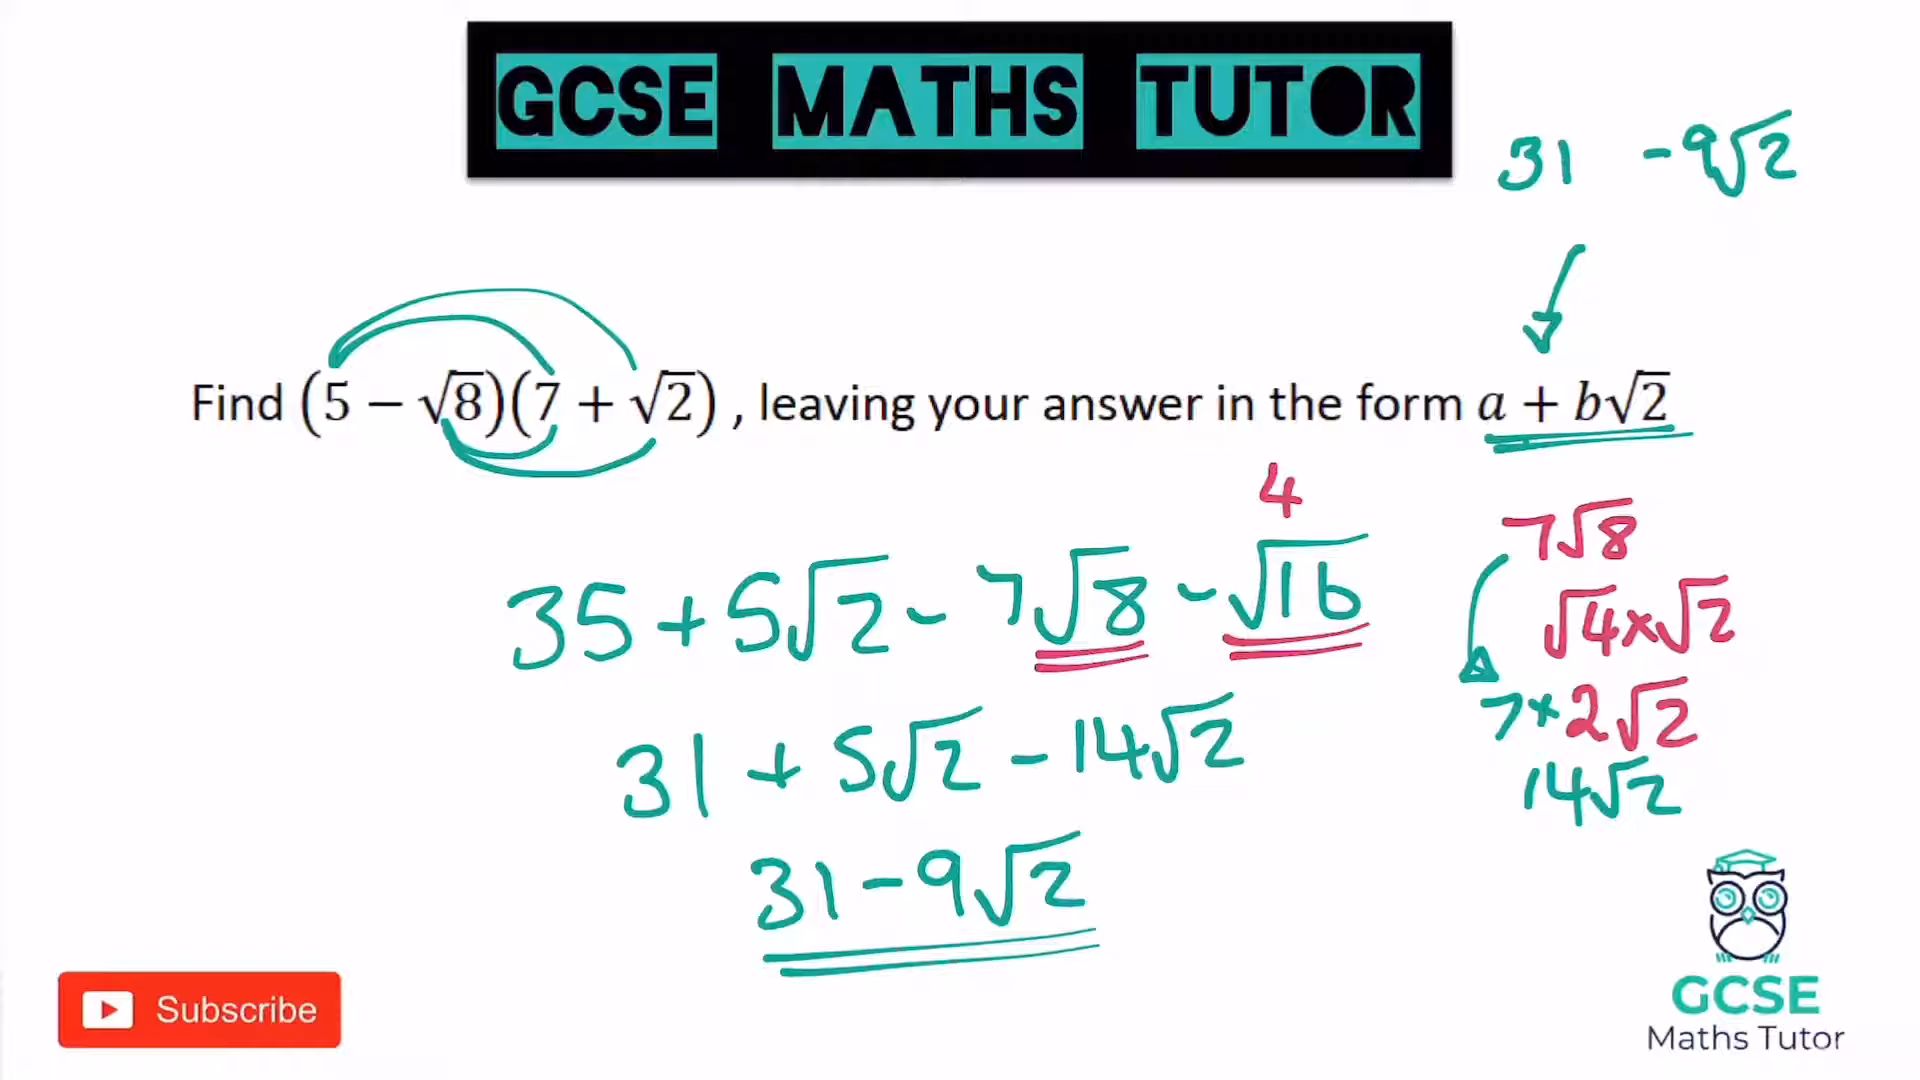 GCSE MATHS TUTOR
31 -9√2
Find (5 − √8)(7 + √2) , leaving your answer in the form a + b√2
4
35 + 5√2 - 7√8 - √16
7√8
√4 × √2
7 × 2√2
14√2
31 + 5√2 - 14√2
31 - 9√2
Subscribe
GCSE
Maths Tutor